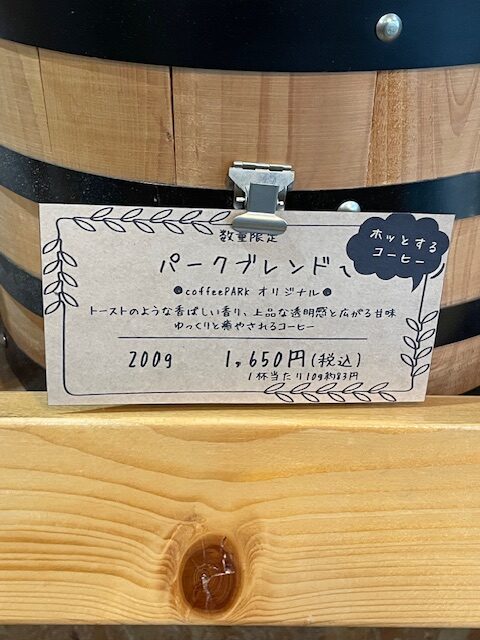 数量限定
パークブレンド
ホッとする
コーヒー
coffeePARK オリジナル
トーストのような香ばしい香り、上品な透明感と広がる甘味
ゆっくりと癒やされるコーヒー
200g 1,650円(税込)
1杯当たり10g約83円